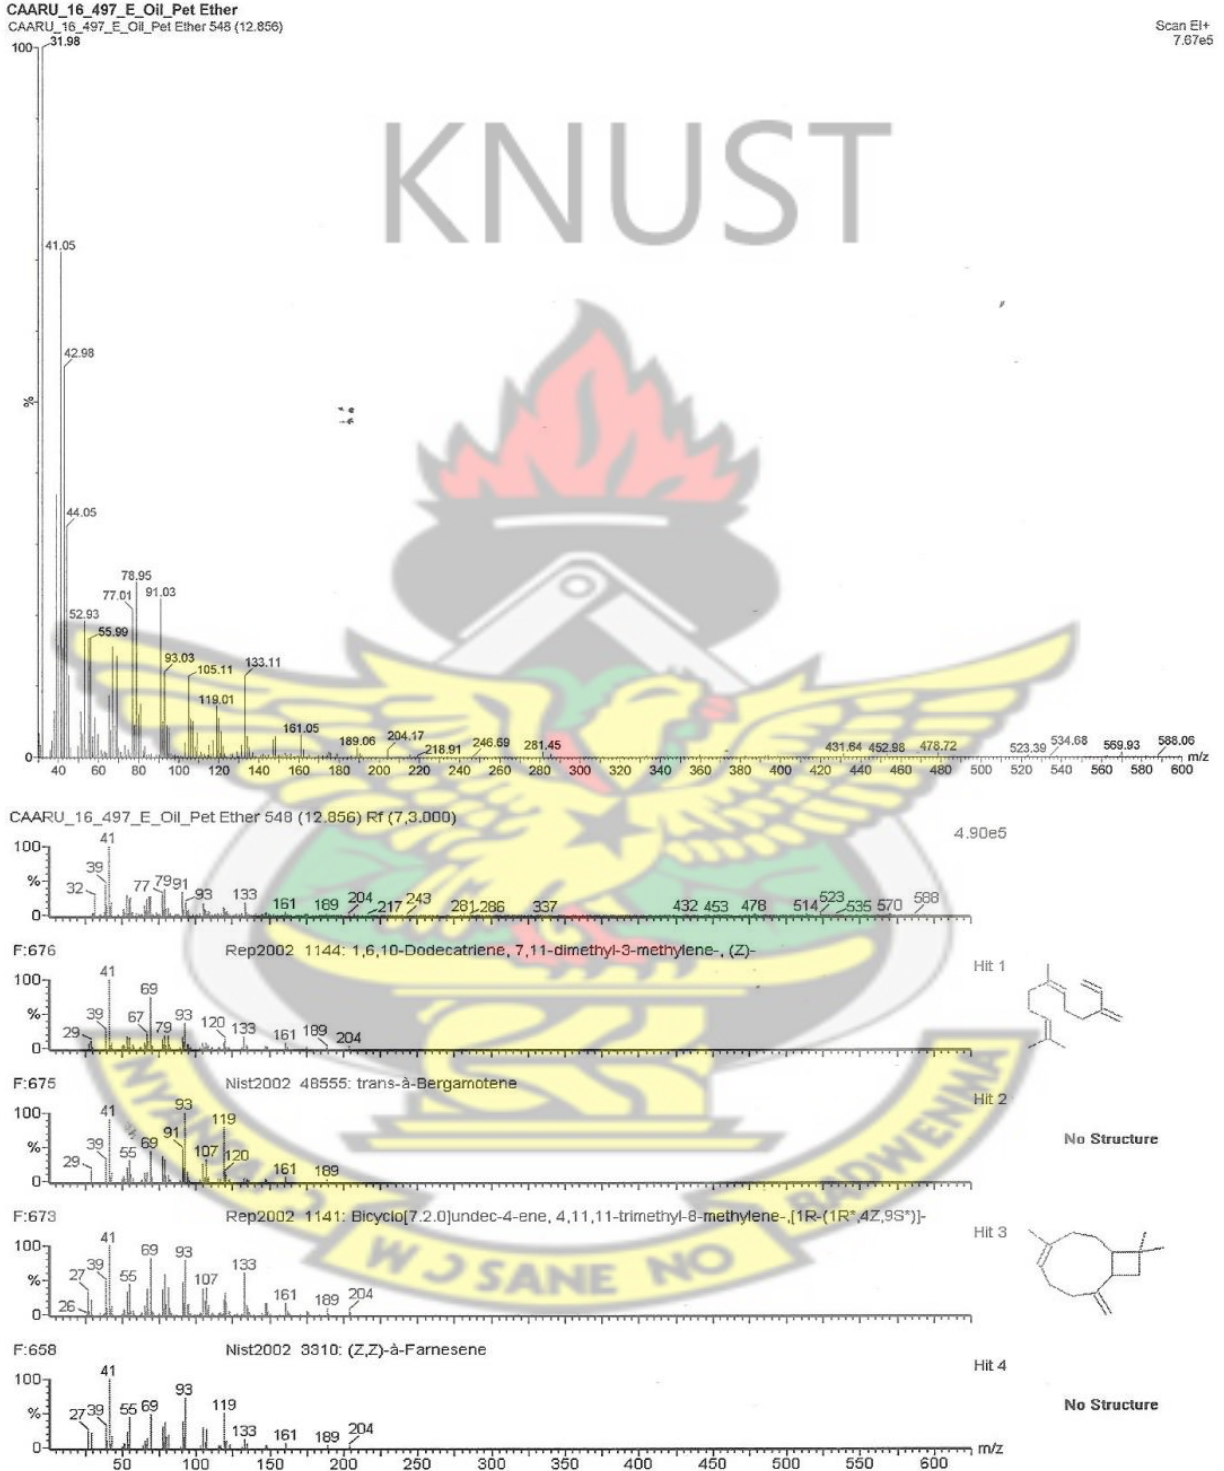 CAARU_16_497_E_Oil_Pet Ether
CAARU_16_497_E_Oil_Pet Ether 548 (12.856)
Scan EI+
7.67e5
KNUST
100
31.98
41.05
42.98
%
44.05
78.95
77.01
91.03
52.93
55.99
93.03
105.11
133.11
119.01
161.05
189.06
204.17
218.91
246.69
281.45
431.64
452.98
478.72
523.39
534.68
569.93
588.06
0
m/z
40 60 80 100 120 140 160 180 200 220 240 260 280 300 320 340 360 380 400 420 440 460 480 500 520 540 560 580 600
CAARU_16_497_E_Oil_Pet Ether 548 (12.856) Rf (7,3.000)
4.90e5
100
%
0
32 39 41 77 79 91 93 133 161 189 204 217 243 281 286 337 432 453 478 514 523 535 570 588
F:676
Rep2002 1144: 1,6,10-Dodecatriene, 7,11-dimethyl-3-methylene-, (Z)-
Hit 1
100
%
0
29 39 41 67 69 79 93 120 133 161 189 204
F:675
Nist2002 48555: trans-à-Bergamotene
Hit 2
100
%
0
29 39 41 55 69 91 93 107 119 120 161 189
No Structure
F:673
Rep2002 1141: Bicyclo[7.2.0]undec-4-ene, 4,11,11-trimethyl-8-methylene-,[1R-(1R*,4Z,9S*)]-
Hit 3
100
%
0
26 27 39 41 55 69 93 107 133 161 189 204
F:658
Nist2002 3310: (Z,Z)-à-Farnesene
Hit 4
100
%
0
27 39 41 55 69 93 119 133 161 189 204
No Structure
m/z
50 100 150 200 250 300 350 400 450 500 550 600
NYANSAPO
W Ɔ SANE NO
BADWENMA